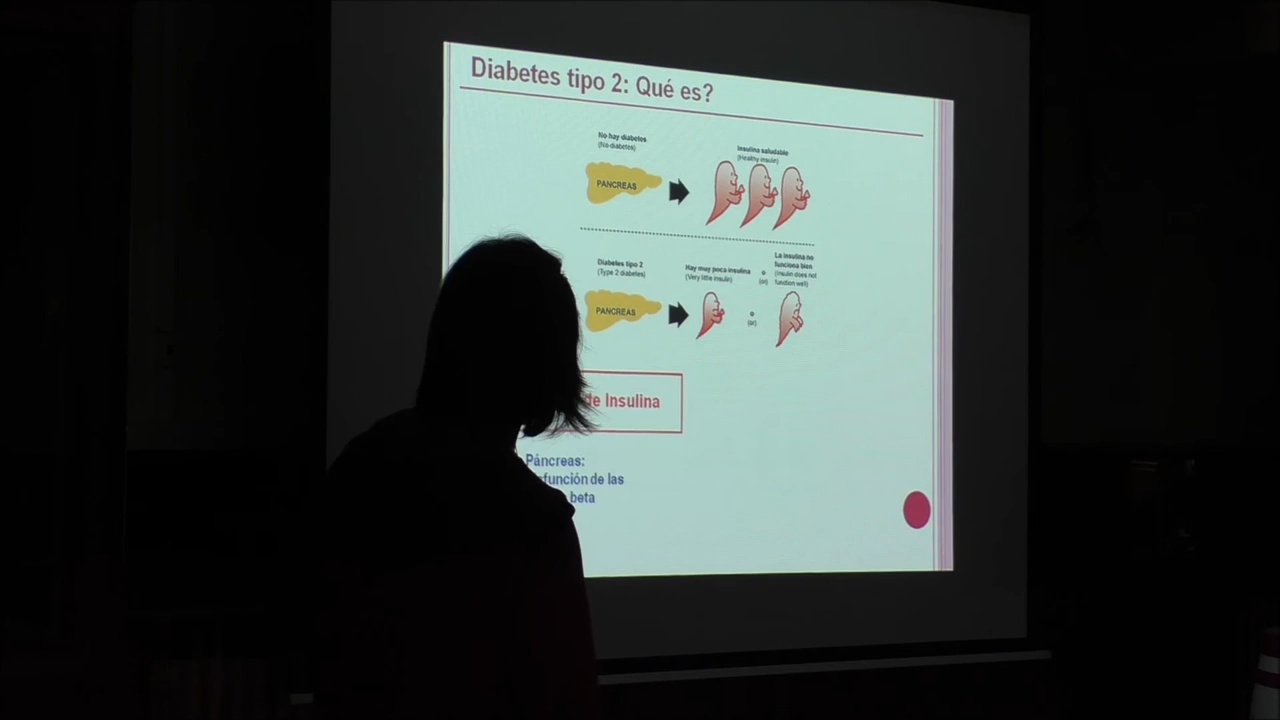 Diabetes tipo 2: Qué es?
No hay diabetes
(No diabetes)
Insulina saludable
(Healthy insulin)
PANCREAS
Diabetes tipo 2
(Type 2 diabetes)
Hay muy poca insulina
(Very little insulin)
o
(or)
La insulina no
funciona bien
(Insulin does not
function well)
PANCREAS
o
(or)
de Insulina
Páncreas:
sfunción de las
beta